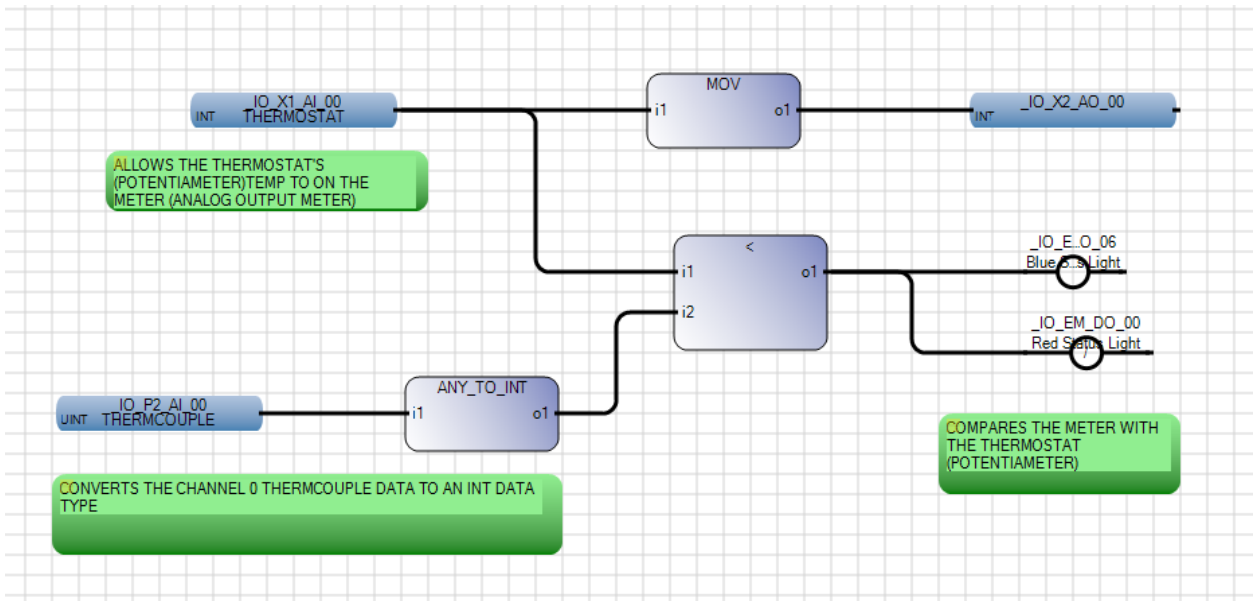 MOV
_IO_X1_AI_00
INT THERMOSTAT
i1 o1
_IO_X2_AO_00
INT
ALLOWS THE THERMOSTAT'S
(POTENTIAMETER)TEMP TO ON THE
METER (ANALOG OUTPUT METER)
<
i1 o1
i2
_IO_E..O_06
Blue S..s Light
_IO_EM_DO_00
Red Status Light
/
ANY_TO_INT
i1 o1
_IO_P2_AI_00
UINT THERMCOUPLE
COMPARES THE METER WITH
THE THERMOSTAT
(POTENTIAMETER)
CONVERTS THE CHANNEL 0 THERMCOUPLE DATA TO AN INT DATA
TYPE